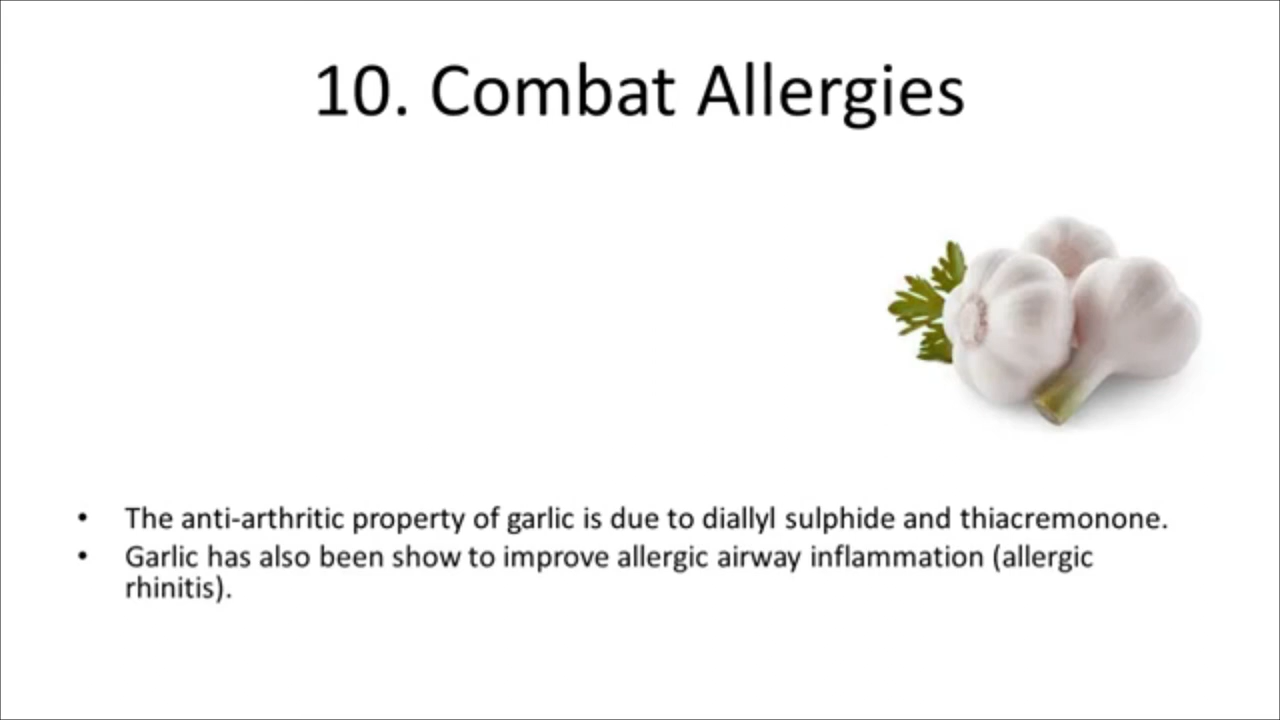 10. Combat Allergies
• The anti-arthritic property of garlic is due to diallyl sulphide and thiacremonone.
• Garlic has also been show to improve allergic airway inflammation (allergic
rhinitis).